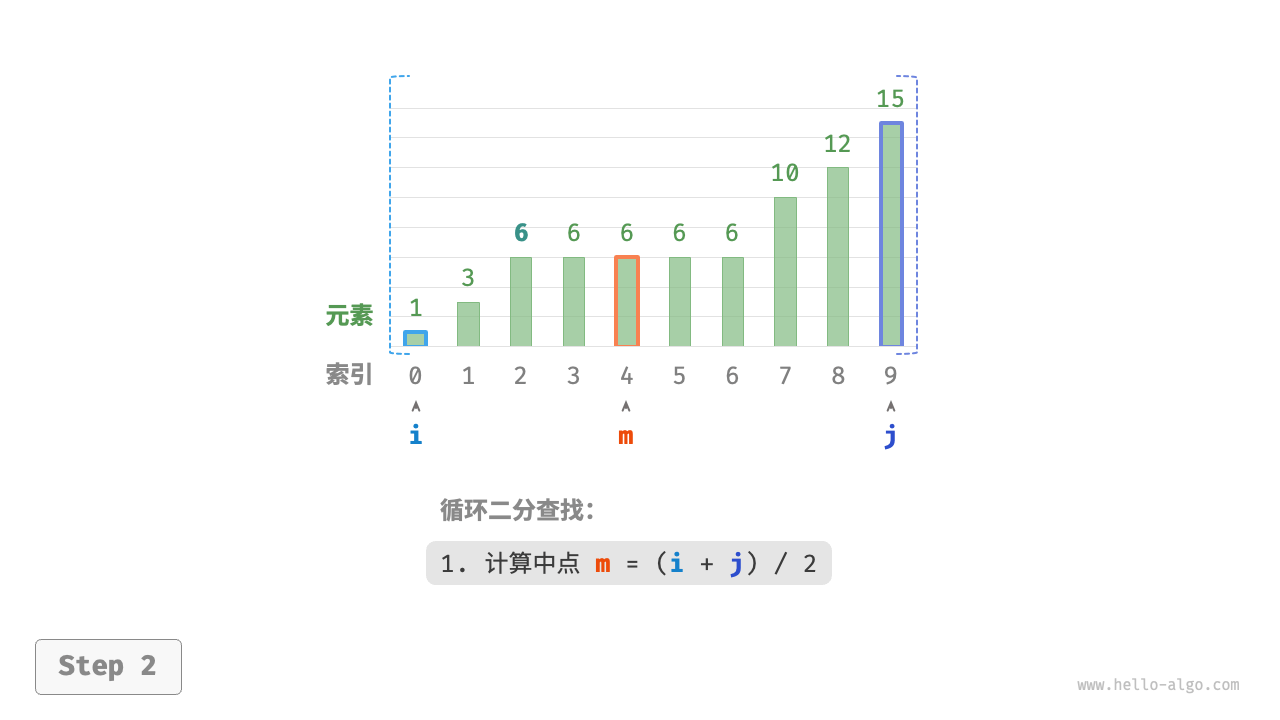 15
12
10
6 6 6 6 6
3
1
元素
索引 0 1 2 3 4 5 6 7 8 9
i m j
循环二分查找：
1. 计算中点 m = (i + j) / 2
Step 2
www.hello-algo.com